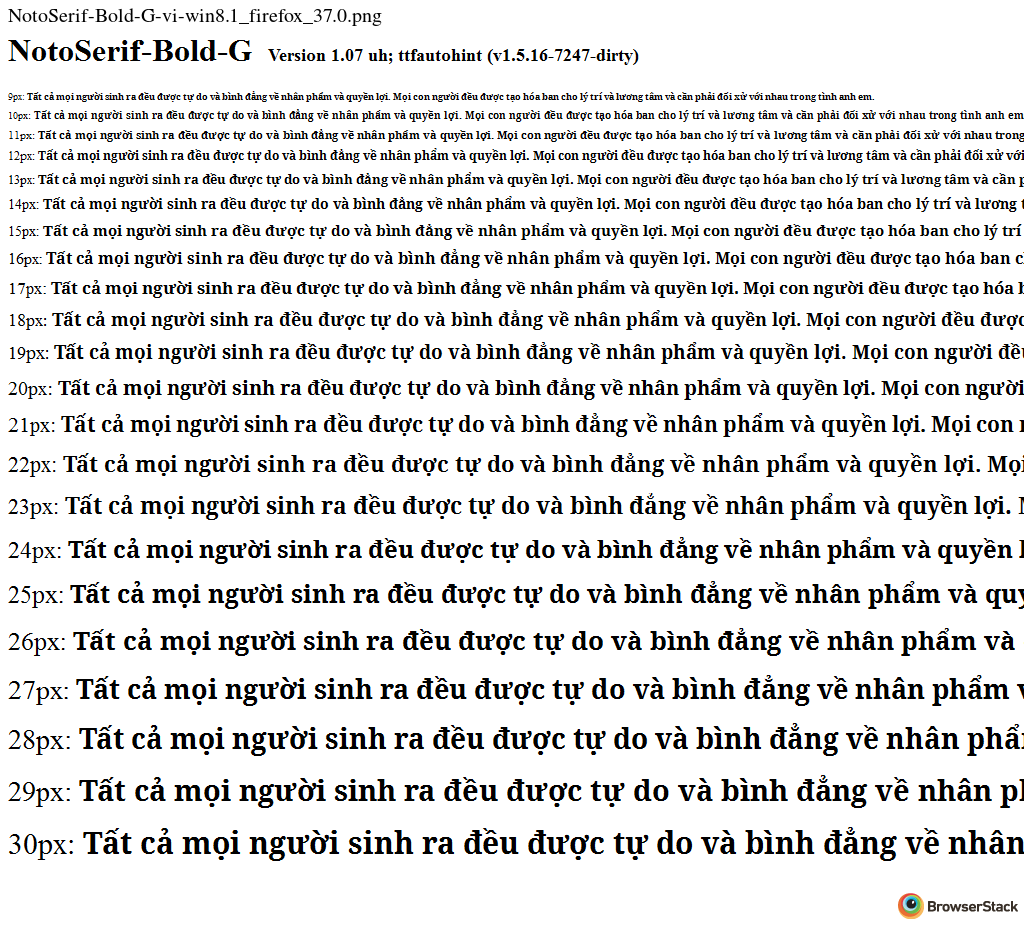 NotoSerif-Bold-G-vi-win8.1_firefox_37.0.png
NotoSerif-Bold-G Version 1.07 uh; ttfautohint (v1.5.16-7247-dirty)
9px: Tất cả mọi người sinh ra đều được tự do và bình đẳng về nhân phẩm và quyền lợi. Mọi con người đều được tạo hóa ban cho lý trí và lương tâm và cần phải đối xử với nhau trong tình anh em.
10px: Tất cả mọi người sinh ra đều được tự do và bình đẳng về nhân phẩm và quyền lợi. Mọi con người đều được tạo hóa ban cho lý trí và lương tâm và cần phải đối xử với nhau trong tình anh em
11px: Tất cả mọi người sinh ra đều được tự do và bình đẳng về nhân phẩm và quyền lợi. Mọi con người đều được tạo hóa ban cho lý trí và lương tâm và cần phải đối xử với nhau trong
12px: Tất cả mọi người sinh ra đều được tự do và bình đẳng về nhân phẩm và quyền lợi. Mọi con người đều được tạo hóa ban cho lý trí và lương tâm và cần phải đối xử với
13px: Tất cả mọi người sinh ra đều được tự do và bình đẳng về nhân phẩm và quyền lợi. Mọi con người đều được tạo hóa ban cho lý trí và lương tâm và cần
14px: Tất cả mọi người sinh ra đều được tự do và bình đẳng về nhân phẩm và quyền lợi. Mọi con người đều được tạo hóa ban cho lý trí và lương
15px: Tất cả mọi người sinh ra đều được tự do và bình đẳng về nhân phẩm và quyền lợi. Mọi con người đều được tạo hóa ban cho lý trí
16px: Tất cả mọi người sinh ra đều được tự do và bình đẳng về nhân phẩm và quyền lợi. Mọi con người đều được tạo hóa ban
17px: Tất cả mọi người sinh ra đều được tự do và bình đẳng về nhân phẩm và quyền lợi. Mọi con người đều được tạo hóa
18px: Tất cả mọi người sinh ra đều được tự do và bình đẳng về nhân phẩm và quyền lợi. Mọi con người đều được
19px: Tất cả mọi người sinh ra đều được tự do và bình đẳng về nhân phẩm và quyền lợi. Mọi con người đều
20px: Tất cả mọi người sinh ra đều được tự do và bình đẳng về nhân phẩm và quyền lợi. Mọi con người
21px: Tất cả mọi người sinh ra đều được tự do và bình đẳng về nhân phẩm và quyền lợi. Mọi con
22px: Tất cả mọi người sinh ra đều được tự do và bình đẳng về nhân phẩm và quyền lợi. Mọi
23px: Tất cả mọi người sinh ra đều được tự do và bình đẳng về nhân phẩm và quyền lợi.
24px: Tất cả mọi người sinh ra đều được tự do và bình đẳng về nhân phẩm và quyền
25px: Tất cả mọi người sinh ra đều được tự do và bình đẳng về nhân phẩm và
26px: Tất cả mọi người sinh ra đều được tự do và bình đẳng về nhân phẩm và
27px: Tất cả mọi người sinh ra đều được tự do và bình đẳng về nhân phẩm
28px: Tất cả mọi người sinh ra đều được tự do và bình đẳng về nhân
29px: Tất cả mọi người sinh ra đều được tự do và bình đẳng về nhân
30px: Tất cả mọi người sinh ra đều được tự do và bình đẳng về nhân
BrowserStack